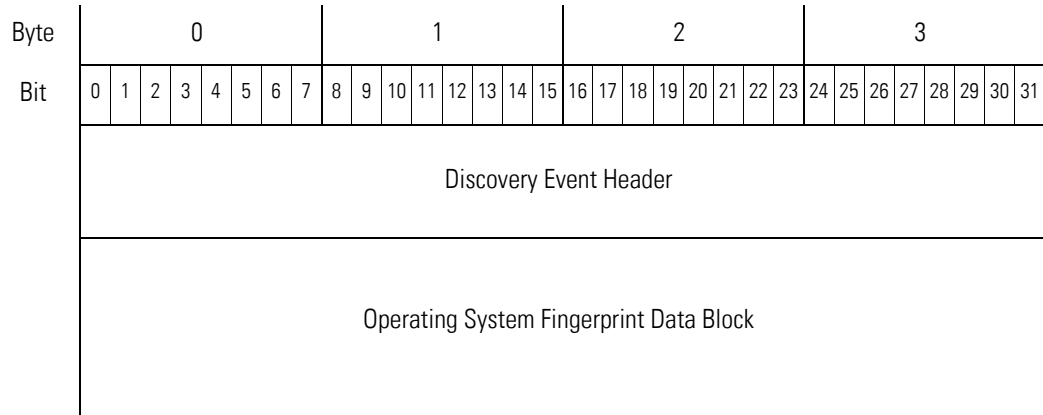 Byte 0 1 2 3
Bit 0 1 2 3 4 5 6 7 8 9 10 11 12 13 14 15 16 17 18 19 20 21 22 23 24 25 26 27 28 29 30 31
Discovery Event Header
Operating System Fingerprint Data Block